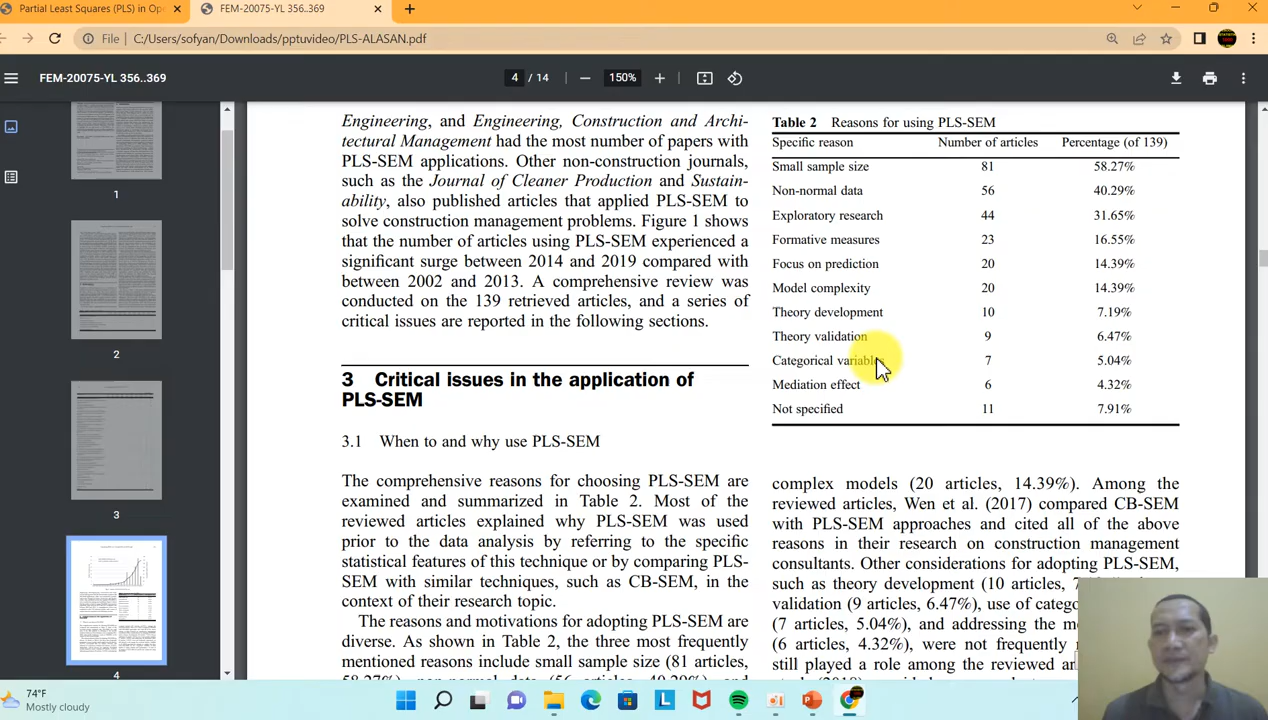 Partial Least Squares (PLS) in Ope
FEM-20075-YL 356..369
File
C:/Users/sofyan/Downloads/pptuvideo/PLS-ALASAN.pdf
FEM-20075-YL 356..369
4 / 14
150%
1
2
3
4
Engineering, and Engineering, Construction and Archi-
tectural Management had the most number of papers with
PLS-SEM applications. Other non-construction journals,
such as the Journal of Cleaner Production and Sustain-
ability, also published articles that applied PLS-SEM to
solve construction management problems. Figure 1 shows
that the number of articles using PLS-SEM experienced a
significant surge between 2014 and 2019 compared with
between 2002 and 2013. A comprehensive review was
conducted on the 139 retrieved articles, and a series of
critical issues are reported in the following sections.
3 Critical issues in the application of
PLS-SEM
3.1 When to and why use PLS-SEM
The comprehensive reasons for choosing PLS-SEM are
examined and summarized in Table 2. Most of the
reviewed articles explained why PLS-SEM was used
prior to the data analysis by referring to the specific
statistical features of this technique or by comparing PLS-
SEM with similar techniques, such as CB-SEM, in the
context of their research topic.
The reasons and motivations for adopting PLS-SEM are
diverse. As shown in Table 2, the three most frequently
mentioned reasons include small sample size (81 articles,
58.27%), non-normal data (56 articles, 40.29%), and
Table 2 Reasons for using PLS-SEM
Specific reason Number of articles Percentage (of 139)
Small sample size 81 58.27%
Non-normal data 56 40.29%
Exploratory research 44 31.65%
Formative measures 23 16.55%
Focus on prediction 20 14.39%
Model complexity 20 14.39%
Theory development 10 7.19%
Theory validation 9 6.47%
Categorical variables 7 5.04%
Mediation effect 6 4.32%
Not specified 11 7.91%
complex models (20 articles, 14.39%). Among the
reviewed articles, Wen et al. (2017) compared CB-SEM
with PLS-SEM approaches and cited all of the above
reasons in their research on construction management
consultants. Other considerations for adopting PLS-SEM,
such as theory development (10 articles,
validation (9 articles, 6.47%), use of catego
(7 articles, 5.04%), and addressing the m
(6 articles, 4.32%), were not frequently
still played a role among the reviewed ar
74°F
Mostly cloudy